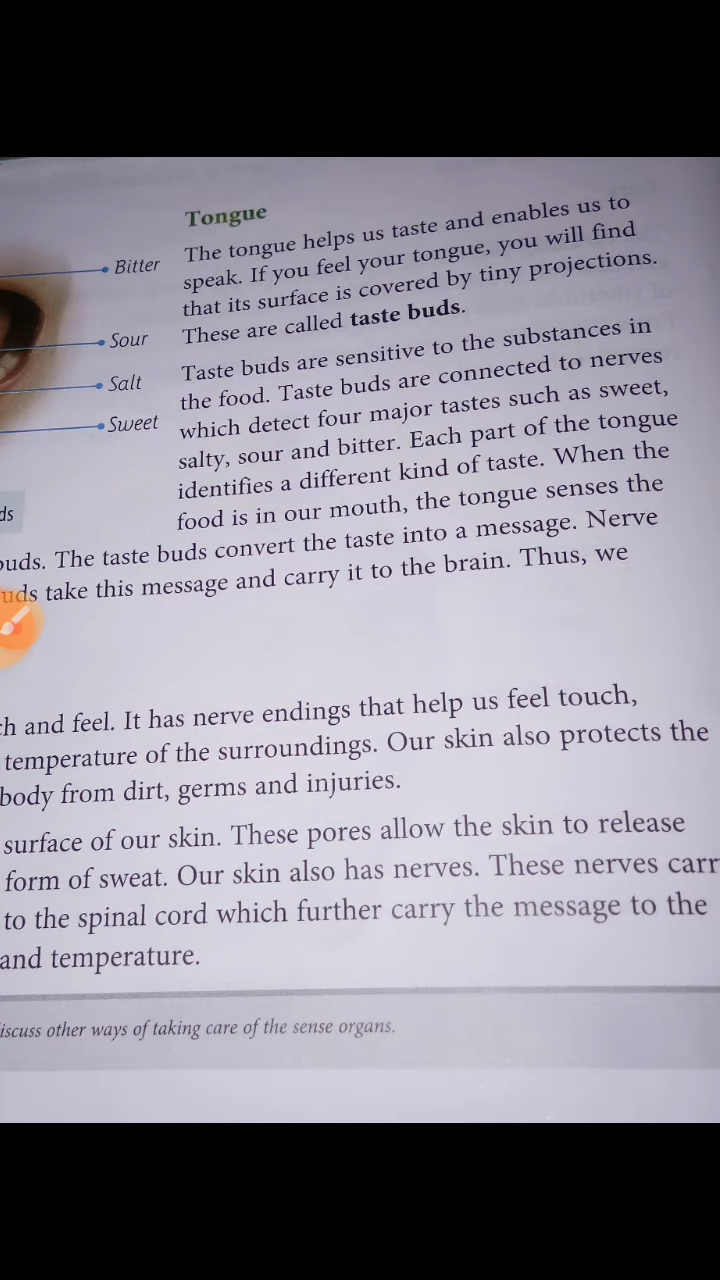 Tongue
The tongue helps us taste and enables us to
speak. If you feel your tongue, you will find
that its surface is covered by tiny projections.
These are called taste buds.
Bitter
Sour
Salt
Sweet
Taste buds are sensitive to the substances in
the food. Taste buds are connected to nerves
which detect four major tastes such as sweet,
salty, sour and bitter. Each part of the tongue
identifies a different kind of taste. When the
food is in our mouth, the tongue senses the
buds. The taste buds convert the taste into a message. Nerve
take this message and carry it to the brain. Thus, we
and feel. It has nerve endings that help us feel touch,
temperature of the surroundings. Our skin also protects the
body from dirt, germs and injuries.
surface of our skin. These pores allow the skin to release
form of sweat. Our skin also has nerves. These nerves carr
to the spinal cord which further carry the message to the
and temperature.
iscuss other ways of taking care of the sense organs.